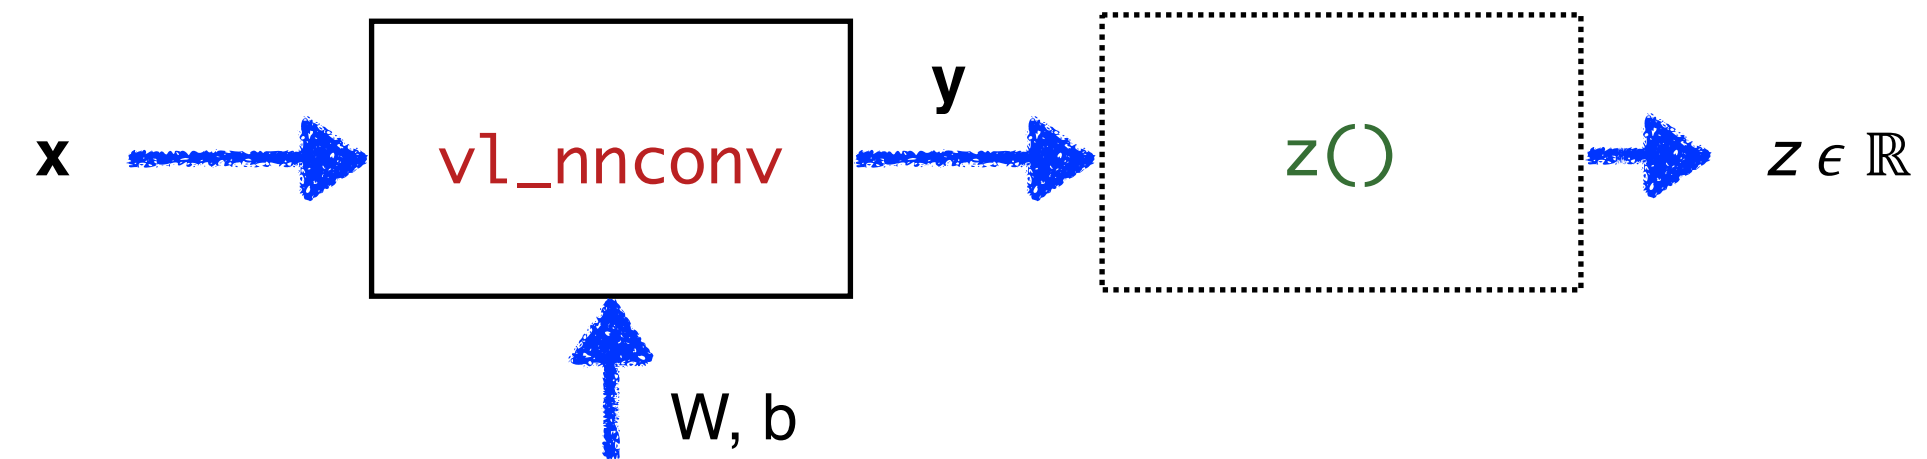 x
vl_nnconv
y
z()
z ϵ ℝ
W, b